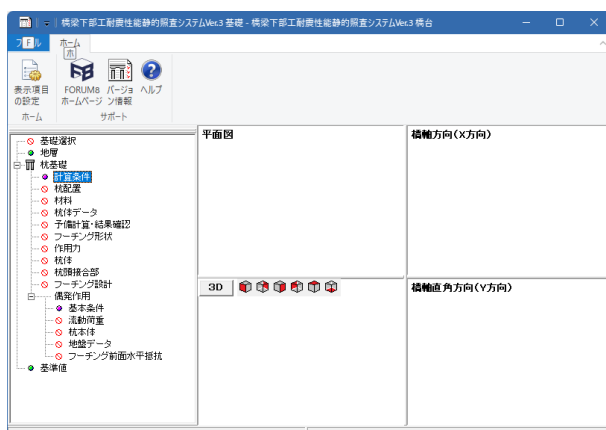 橋梁下部工耐震性能静的照査システムVer.3 基礎 - 橋梁下部工耐震性能静的照査システムVer.3 橋台
ファイル ホーム
F ホ
表示項目
の設定
FORUM8
ホームページ
バージョ
ン情報
ヘルプ
ホーム サポート
基礎選択
地層
杭基礎
計算条件
杭配置
材料
杭体データ
予備計算・結果確認
フーチング形状
作用力
杭体
杭頭接合部
フーチング設計
偶発作用
基本条件
流動荷重
杭本体
地盤データ
フーチング前面水平抵抗
基準値
平面図
橋軸方向(X方向)
3D
橋軸直角方向(Y方向)